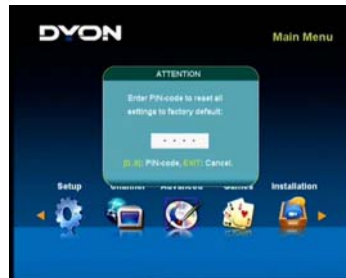 DYON
Main Menu
ATTENTION
Enter PIN-code to reset all
settings to factory default:
* * * *
[0..9]: PIN-code, EXIT: Cancel.
Setup Channel Advanced Games Installation